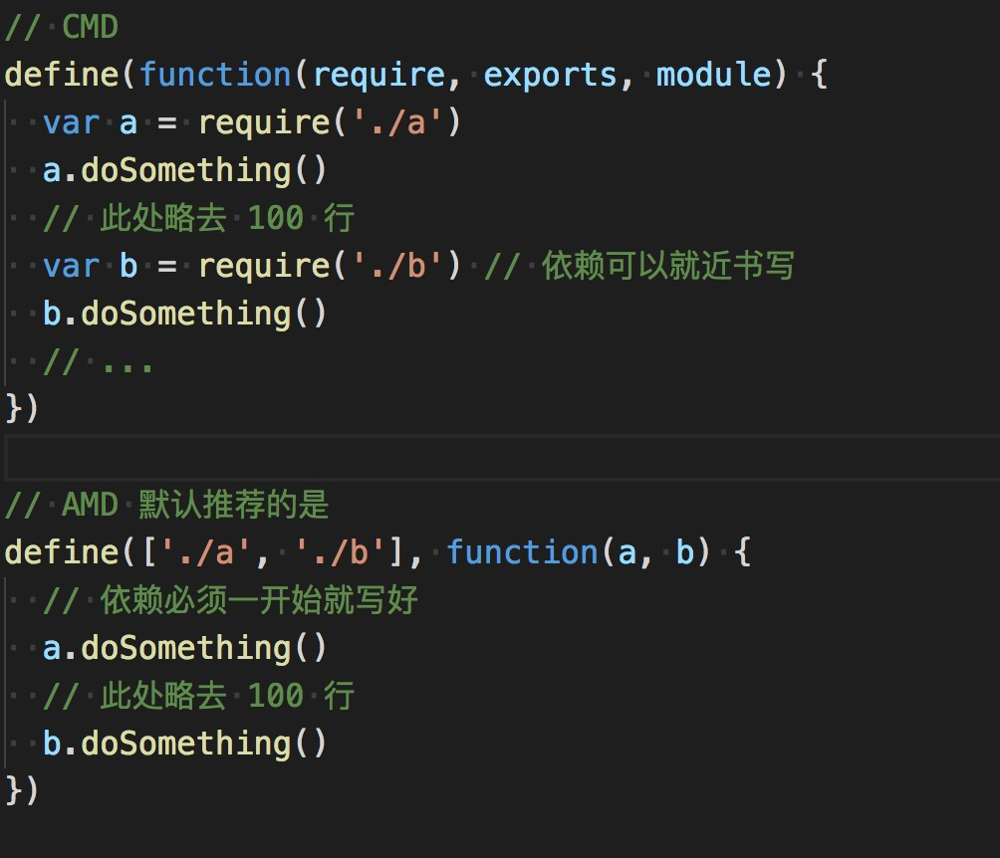 // CMD
define(function(require, exports, module) {
  var a = require('./a')
  a.doSomething()
  // 此处略去 100 行
  var b = require('./b') // 依赖可以就近书写
  b.doSomething()
  // ...
})

// AMD 默认推荐的是
define(['./a', './b'], function(a, b) {
  // 依赖必须一开始就写好
  a.doSomething()
  // 此处略去 100 行
  b.doSomething()
})